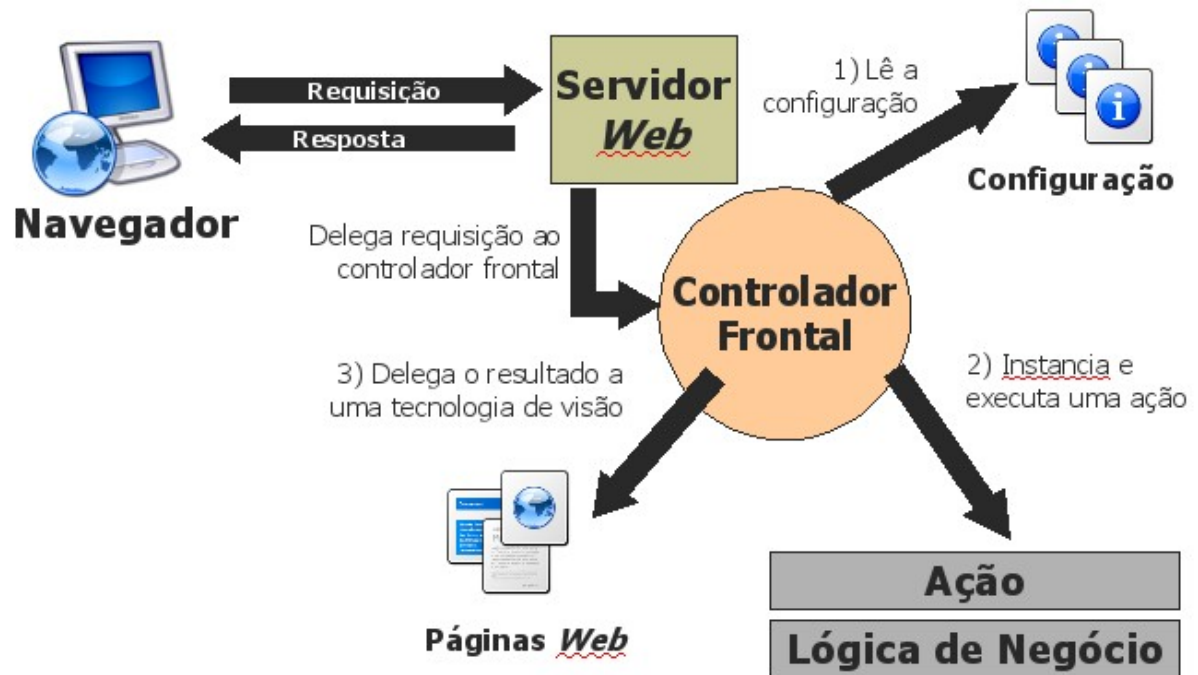 Requisição
Resposta
Navegador
Servidor
Web
1) Lê a
configuração
Configuração
Delega requisição ao
controlador frontal
Controlador
Frontal
3) Delega o resultado a
uma tecnologia de visão
2) Instancia e
executa uma ação
Páginas Web
Ação
Lógica de Negócio